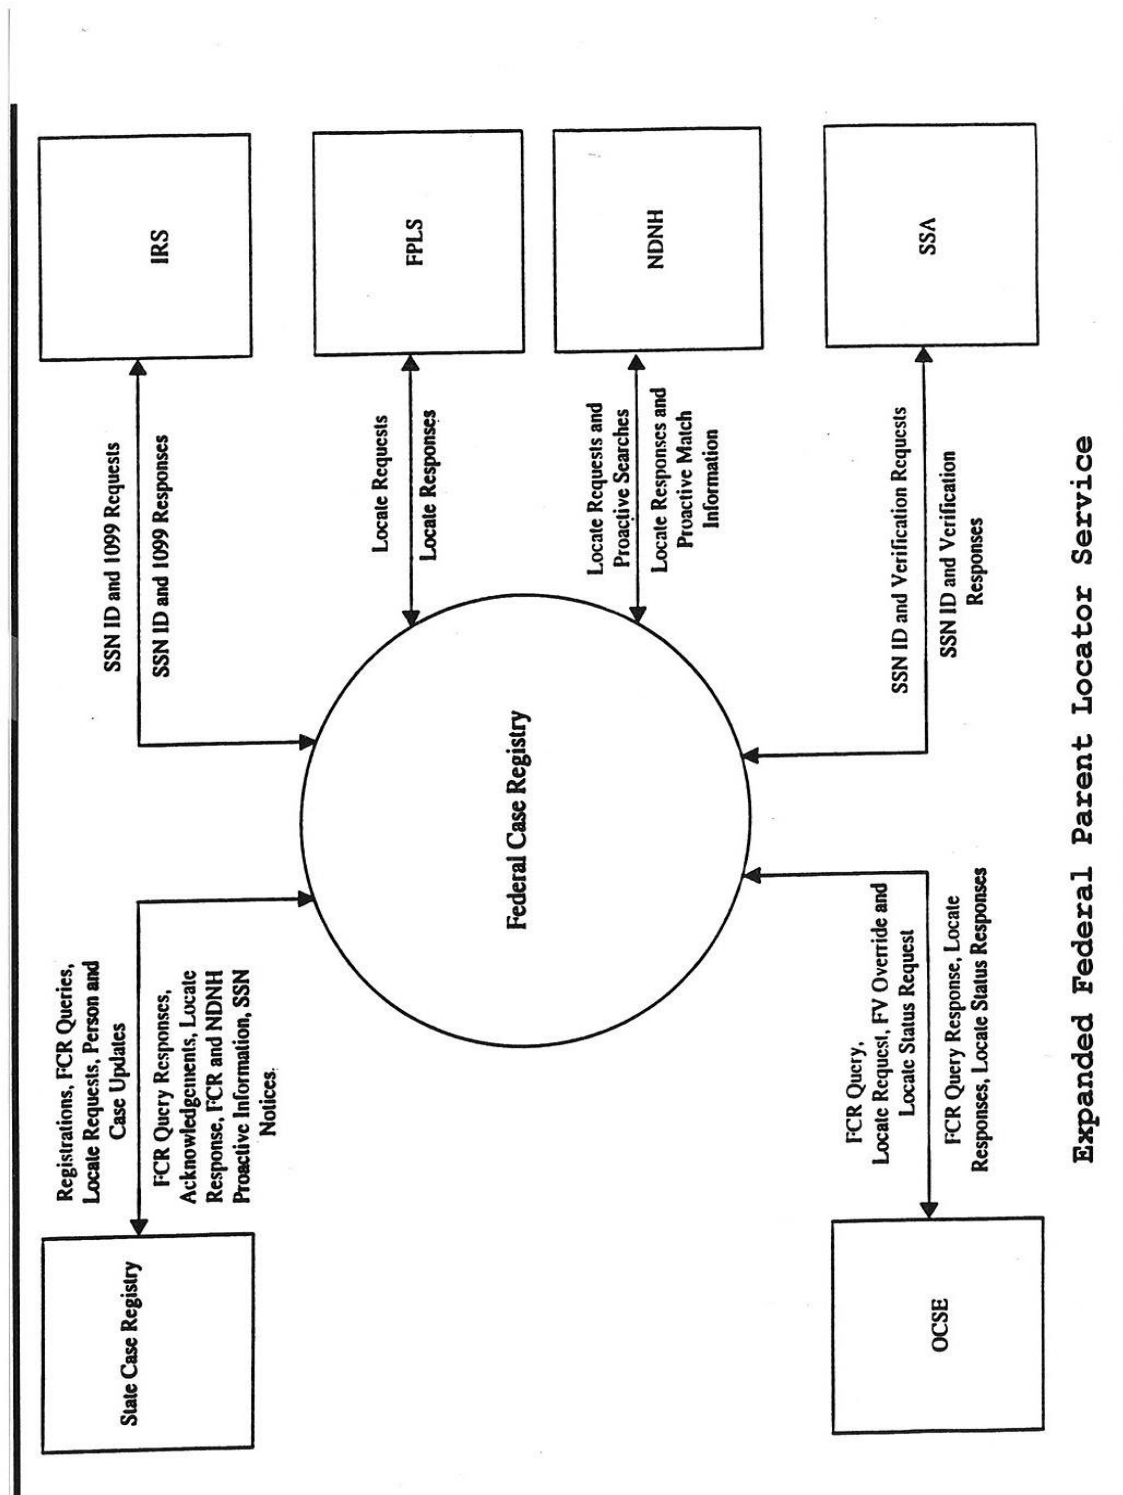 State Case Registry
Registrations, FCR Queries,
Locate Requests, Person and
Case Updates
FCR Query Responses,
Acknowledgements, Locate
Response, FCR and NDNH
Proactive Information, SSN
Notices.
SSN ID and 1099 Requests
SSN ID and 1099 Responses
IRS
Locate Requests
Locate Responses
FPLS
Federal Case Registry
Locate Requests and
Proactive Searches
Locate Responses and
Proactive Match
Information
NDNH
OCSE
FCR Query,
Locate Request, FV Override and
Locate Status Request
FCR Query Response, Locate
Responses, Locate Status Responses
SSN ID and Verification Requests
SSN ID and Verification
Responses
SSA
Expanded Federal Parent Locator Service